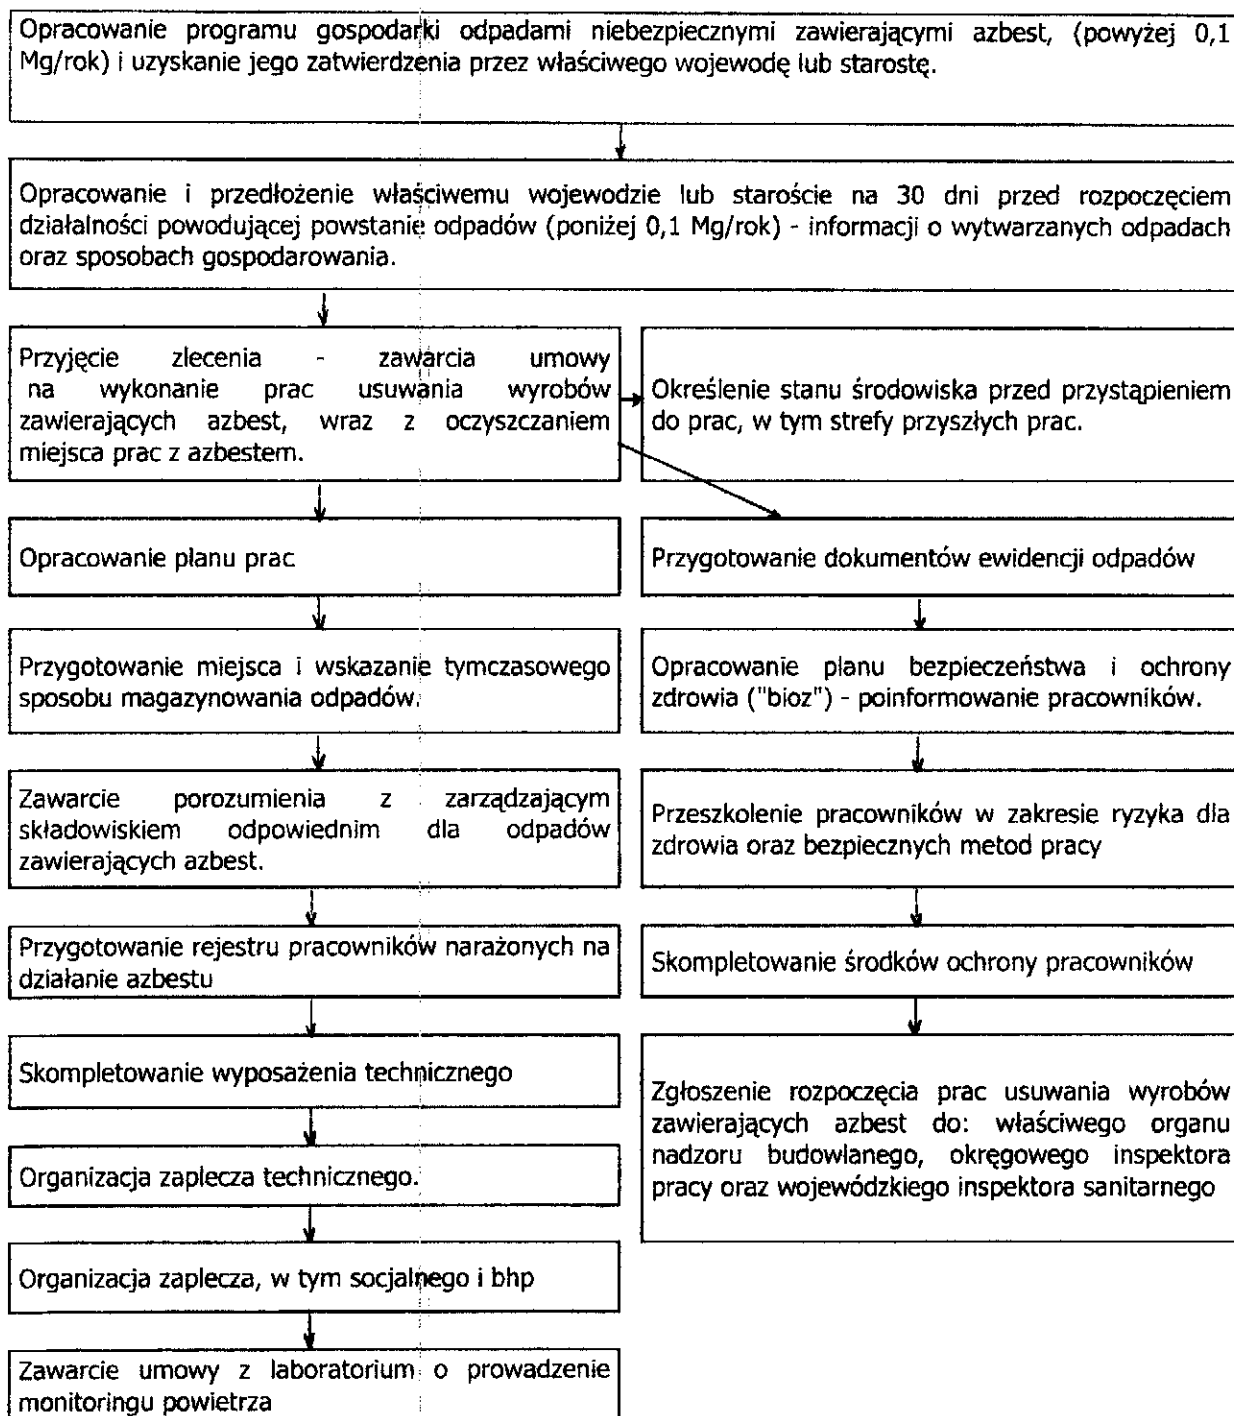 Opracowanie programu gospodarki odpadami niebezpiecznymi zawierającymi azbest, (powyżej 0,1
Mg/rok) i uzyskanie jego zatwierdzenia przez właściwego wojewodę lub starostę.
Opracowanie i przedłożenie właściwemu wojewodzie lub staroście na 30 dni przed rozpoczęciem
działalności powodującej powstanie odpadów (poniżej 0,1 Mg/rok) - informacji o wytwarzanych odpadach
oraz sposobach gospodarowania.
Przyjęcie zlecenia - zawarcia umowy
na wykonanie prac usuwania wyrobów
zawierających azbest, wraz z oczyszczaniem
miejsca prac z azbestem.
Określenie stanu środowiska przed przystąpieniem
do prac, w tym strefy przyszłych prac.
Opracowanie planu prac
Przygotowanie dokumentów ewidencji odpadów
Przygotowanie miejsca i wskazanie tymczasowego
sposobu magazynowania odpadów.
Opracowanie planu bezpieczeństwa i ochrony
zdrowia ("bioz") - poinformowanie pracowników.
Zawarcie porozumienia z zarządzającym
składowiskiem odpowiednim dla odpadów
zawierających azbest.
Przeszkolenie pracowników w zakresie ryzyka dla
zdrowia oraz bezpiecznych metod pracy
Przygotowanie rejestru pracowników narażonych na
działanie azbestu
Skompletowanie środków ochrony pracowników
Skompletowanie wyposażenia technicznego
Zgłoszenie rozpoczęcia prac usuwania wyrobów
zawierających azbest do: właściwego organu
nadzoru budowlanego, okręgowego inspektora
pracy oraz wojewódzkiego inspektora sanitarnego
Organizacja zaplecza technicznego.
Organizacja zaplecza, w tym socjalnego i bhp
Zawarcie umowy z laboratorium o prowadzenie
monitoringu powietrza